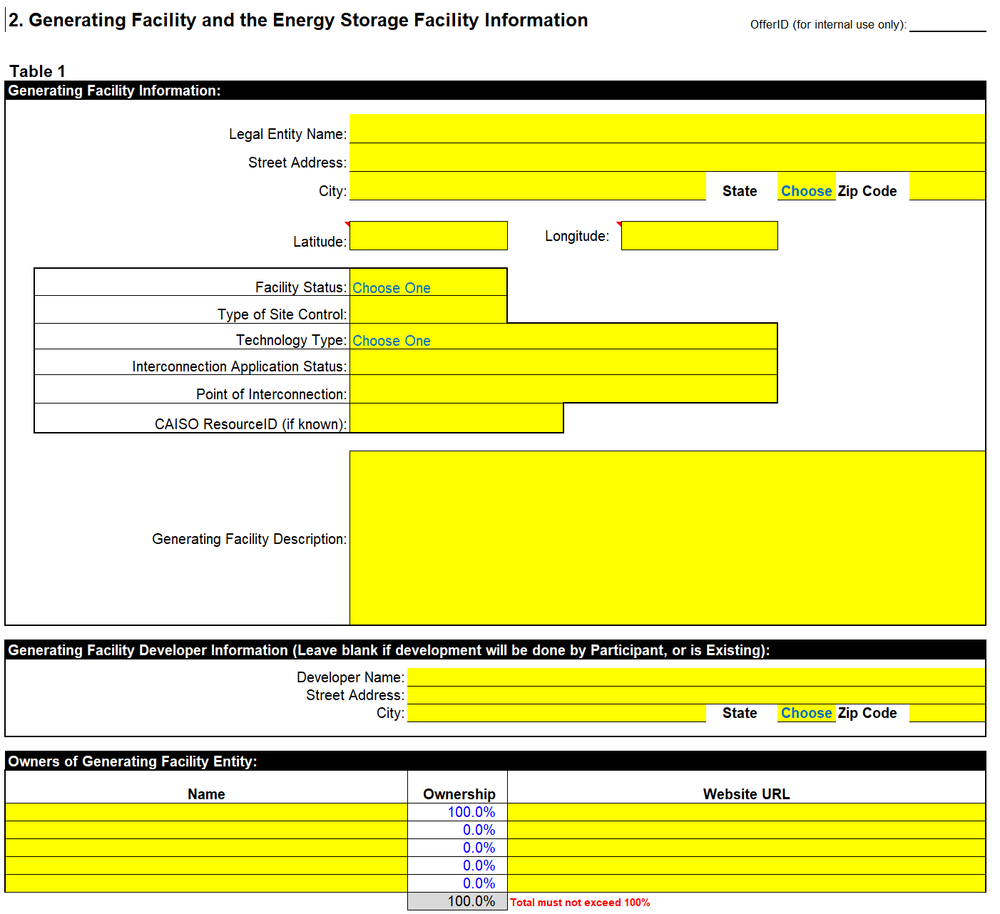 2. Generating Facility and the Energy Storage Facility Information
OfferID (for internal use only):
Table 1
Generating Facility Information:
Legal Entity Name:
Street Address:
City: State Choose Zip Code
Latitude: Longitude:
Facility Status: Choose One
Type of Site Control:
Technology Type: Choose One
Interconnection Application Status:
Point of Interconnection:
CAISO ResourceID (if known):
Generating Facility Description:
Generating Facility Developer Information (Leave blank if development will be done by Participant, or is Existing):
Developer Name:
Street Address:
City: State Choose Zip Code
Owners of Generating Facility Entity:
Name Ownership Website URL
100.0%
0.0%
0.0%
0.0%
0.0%
100.0% Total must not exceed 100%